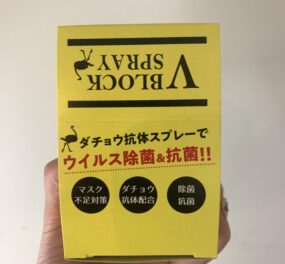 V BLOCK
SPRAY
ダチョウ抗体スプレーで
ウイルス除菌&抗菌!!
マスク
不足対策
ダチョウ
抗体配合
除菌
抗菌